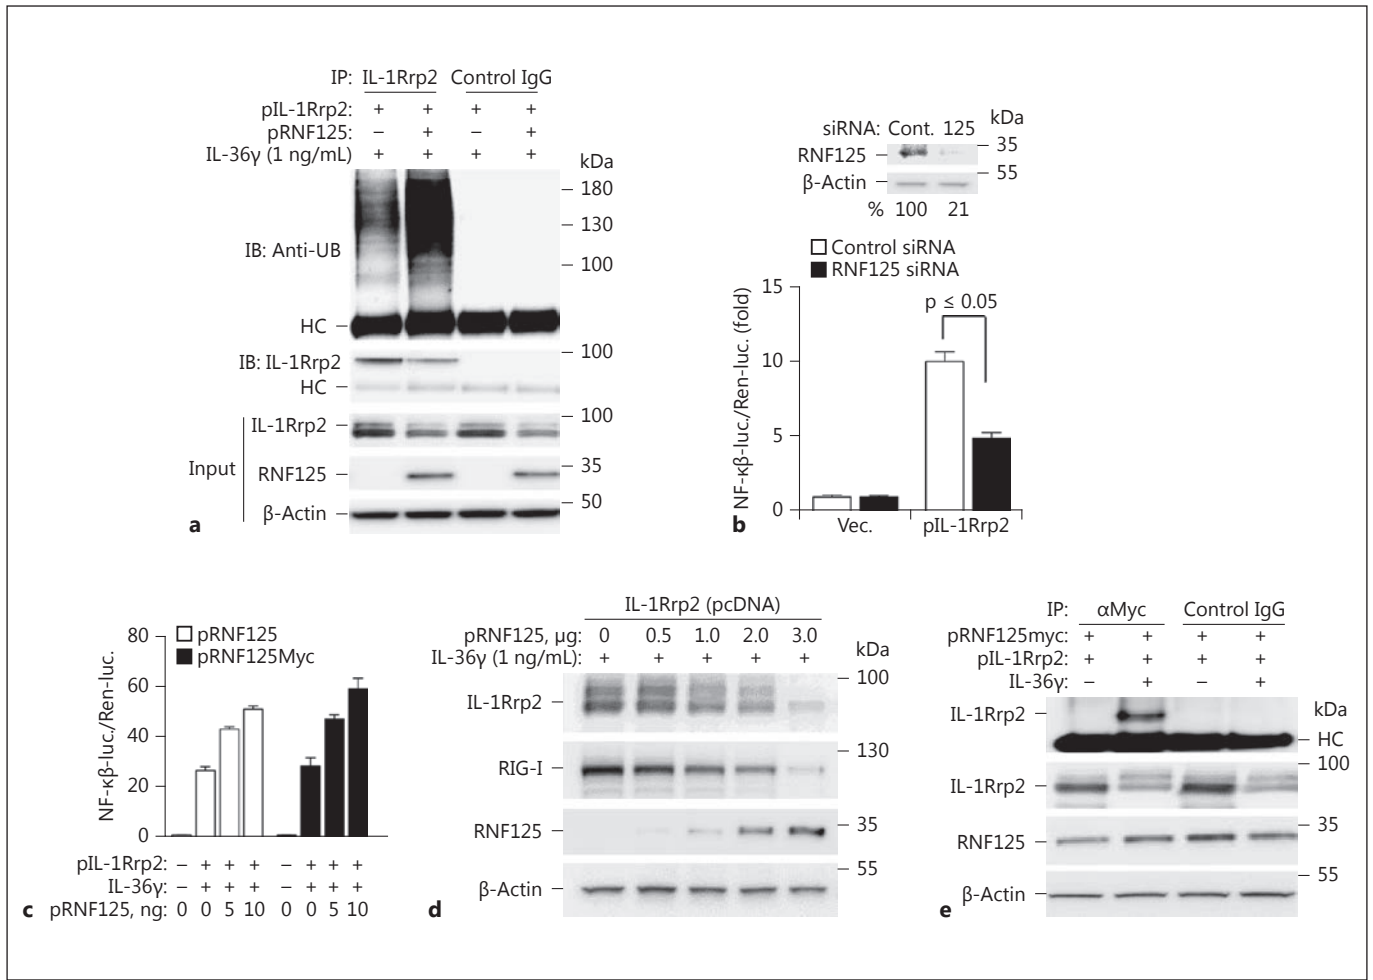 IP: IL-1Rrp2 Control IgG
pIL-1Rrp2: + + + +
pRNF125: – + – +
IL-36γ (1 ng/mL) + + + +
kDa
– 180
– 130
IB: Anti-UB
– 100
HC –
– 100
IB: IL-1Rrp2
HC –
– 100
IL-1Rrp2 –
Input
– 35
RNF125 –
– 50
β-Actin –
a
kDa
siRNA: Cont. 125
– 35
RNF125 –
– 55
β-Actin –
% 100 21
Control siRNA
RNF125 siRNA
NF-κβ-luc./Ren-luc. (fold)
15
10
5
0
p ≤ 0.05
Vec. pIL-1Rrp2
b
NF-κβ-luc./Ren-luc.
80
60
40
20
0
pRNF125
pRNF125Myc
pIL-1Rrp2: – + + + – + + +
IL-36γ: – + + + – + + +
pRNF125, ng: 0 0 5 10 0 0 5 10
c
IL-1Rrp2 (pcDNA)
pRNF125, µg: 0 0.5 1.0 2.0 3.0
IL-36γ (1 ng/mL): + + + + +
kDa
– 100
IL-1Rrp2 –
– 130
RIG-I –
– 35
RNF125 –
– 55
β-Actin –
d
IP: αMyc Control IgG
pRNF125myc: + + + +
pIL-1Rrp2: + + + +
IL-36γ: – + – +
IL-1Rrp2 –
kDa
– HC
– 100
IL-1Rrp2 –
– 35
RNF125 –
– 55
β-Actin –
e